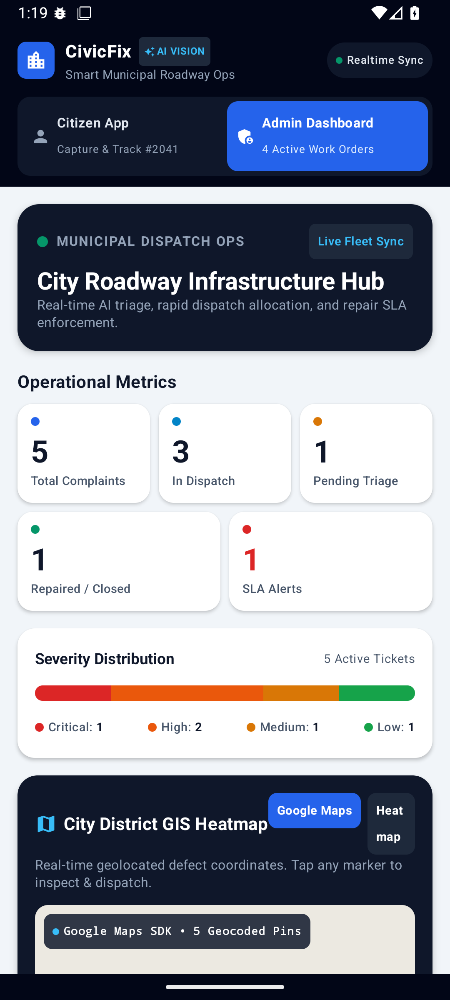 1:19
CivicFix
AI VISION
Smart Municipal Roadway Ops
Realtime Sync
Citizen App
Capture & Track #2041
Admin Dashboard
4 Active Work Orders
MUNICIPAL DISPATCH OPS
Live Fleet Sync
City Roadway Infrastructure Hub
Real-time AI triage, rapid dispatch allocation, and repair SLA
enforcement.
Operational Metrics
5
Total Complaints
3
In Dispatch
1
Pending Triage
1
Repaired / Closed
1
SLA Alerts
Severity Distribution
5 Active Tickets
Critical: 1
High: 2
Medium: 1
Low: 1
City District GIS Heatmap
Google Maps
Heat
map
Real-time geolocated defect coordinates. Tap any marker to
inspect & dispatch.
Google Maps SDK • 5 Geocoded Pins